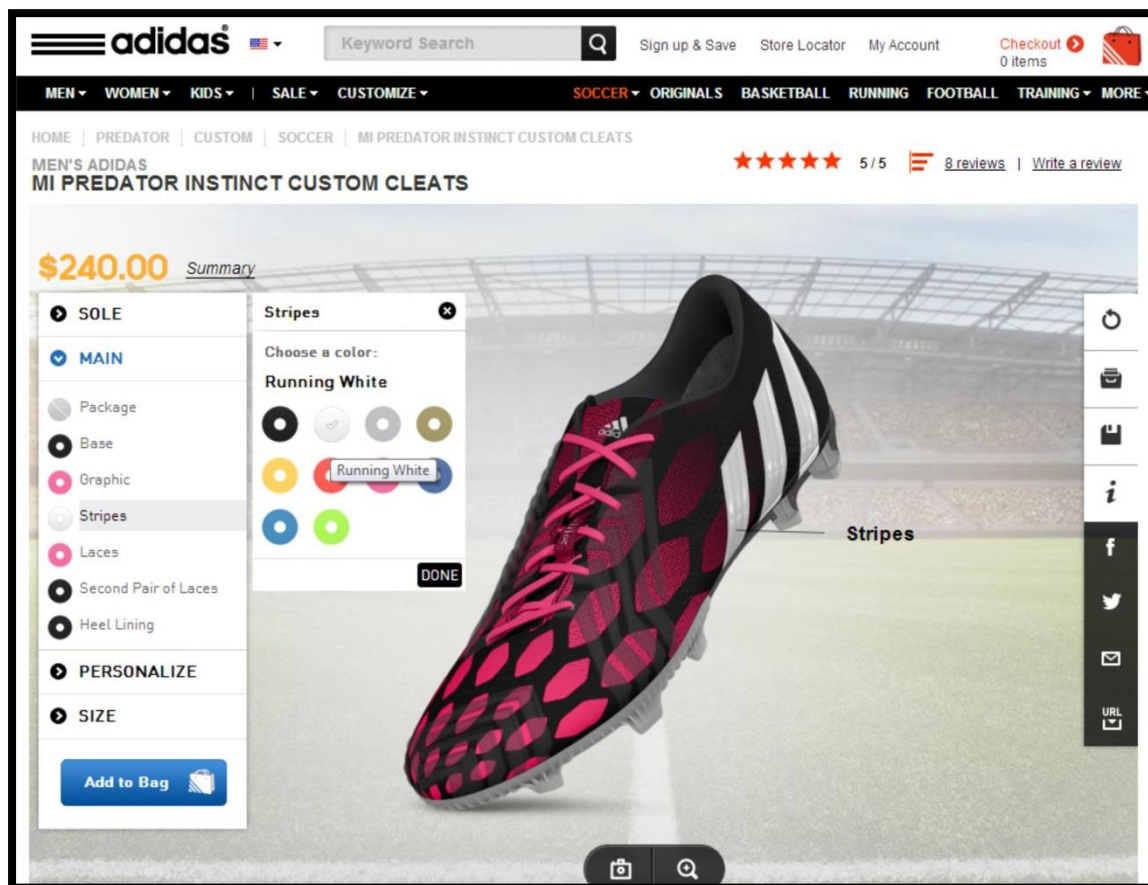 adidas
Keyword Search
Sign up & Save Store Locator My Account
Checkout
0 items
MEN WOMEN KIDS | SALE CUSTOMIZE SOCCER ORIGINALS BASKETBALL RUNNING FOOTBALL TRAINING MORE
HOME | PREDATOR | CUSTOM | SOCCER | MI PREDATOR INSTINCT CUSTOM CLEATS
MEN'S ADIDAS
MI PREDATOR INSTINCT CUSTOM CLEATS
5 / 5 8 reviews | Write a review
$240.00 Summary
SOLE
MAIN
Package
Base
Graphic
Stripes
Laces
Second Pair of Laces
Heel Lining
PERSONALIZE
SIZE
Add to Bag
Stripes
Choose a color:
Running White
Running White
DONE
Stripes
i
f
URL